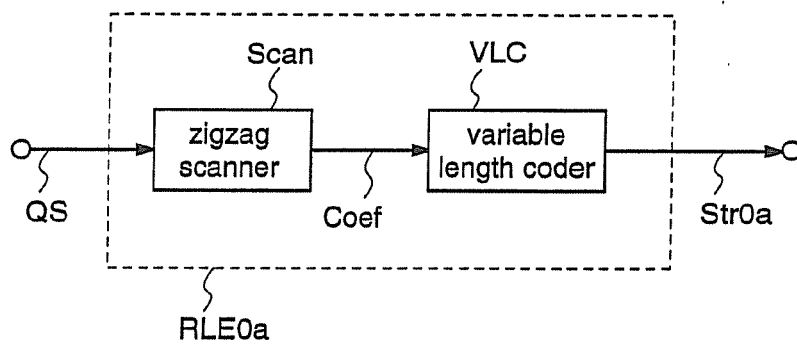 Scan
VLC
zigzag
scanner
variable
length coder
QS
Coef
Str0a
RLE0a